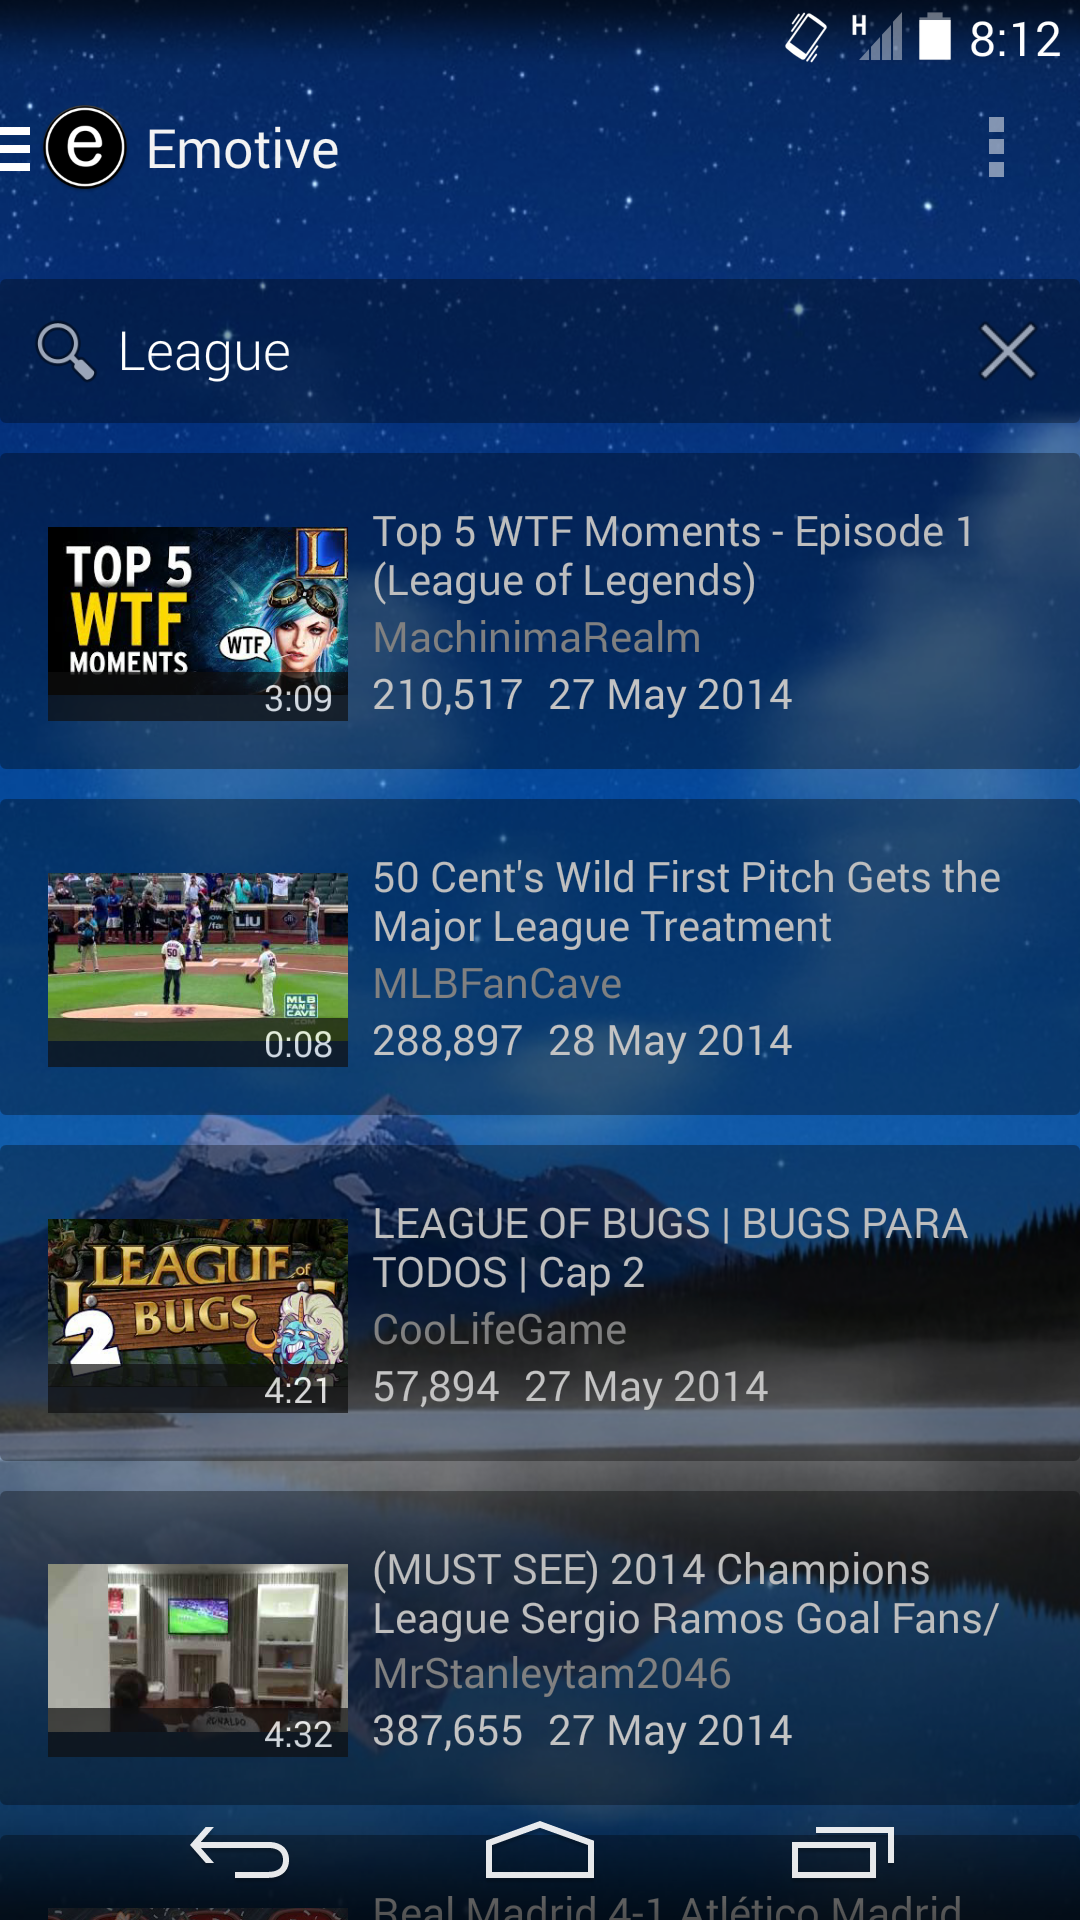 H 8:12
e Emotive
League
TOP 5
WTF
MOMENTS
L
WTF
3:09
Top 5 WTF Moments - Episode 1
(League of Legends)
MachinimaRealm
210,517 27 May 2014
LIU
50
MLB
FAN
CAVE
0:08
50 Cent's Wild First Pitch Gets the
Major League Treatment
MLBFanCave
288,897 28 May 2014
LEAGUE OF
BUGS
2
4:21
LEAGUE OF BUGS | BUGS PARA
TODOS | Cap 2
CooLifeGame
57,894 27 May 2014
RONALDO
4:32
(MUST SEE) 2014 Champions
League Sergio Ramos Goal Fans/
MrStanleytam2046
387,655 27 May 2014
Real Madrid 4-1 Atlético Madrid